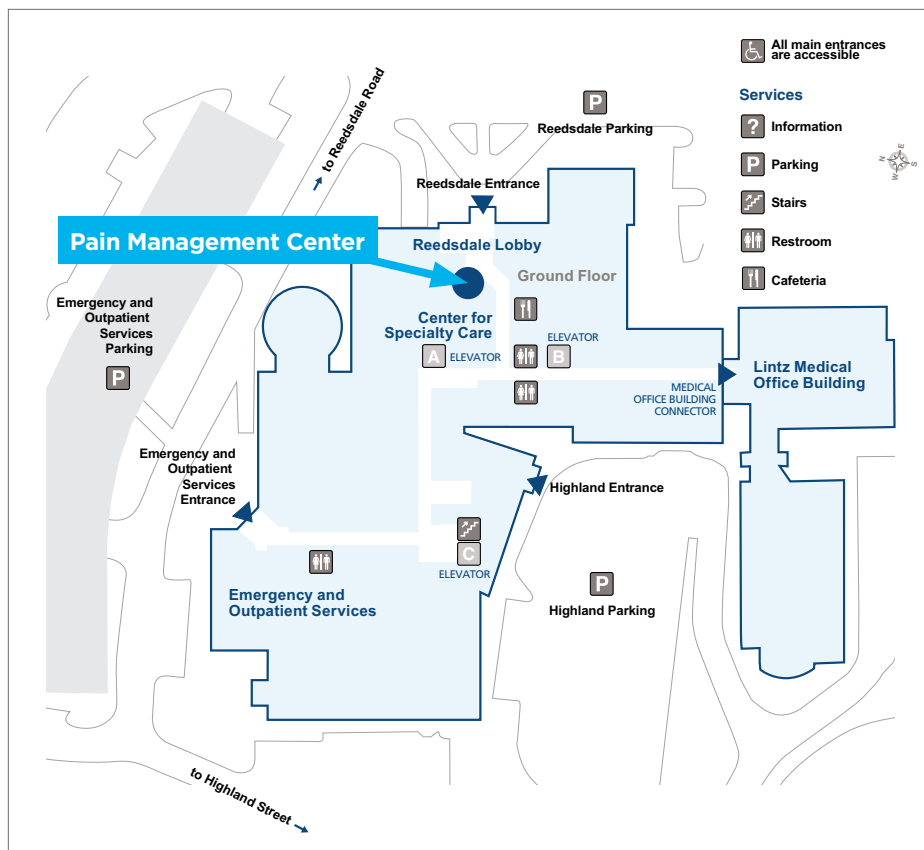 All main entrances
are accessible
Services
? Information
P Parking
Stairs
Restroom
Cafeteria
N
E
S
W
P
Reedsdale Parking
to Reedsdale Road
Reedsdale Entrance
Pain Management Center
Reedsdale Lobby
Ground Floor
Emergency and
Outpatient
Services
Parking
P
Center for
Specialty Care
A ELEVATOR
ELEVATOR
B
MEDICAL
OFFICE BUILDING
CONNECTOR
Lintz Medical
Office Building
Emergency and
Outpatient
Services
Entrance
Highland Entrance
C
ELEVATOR
Emergency and
Outpatient Services
P
Highland Parking
to Highland Street